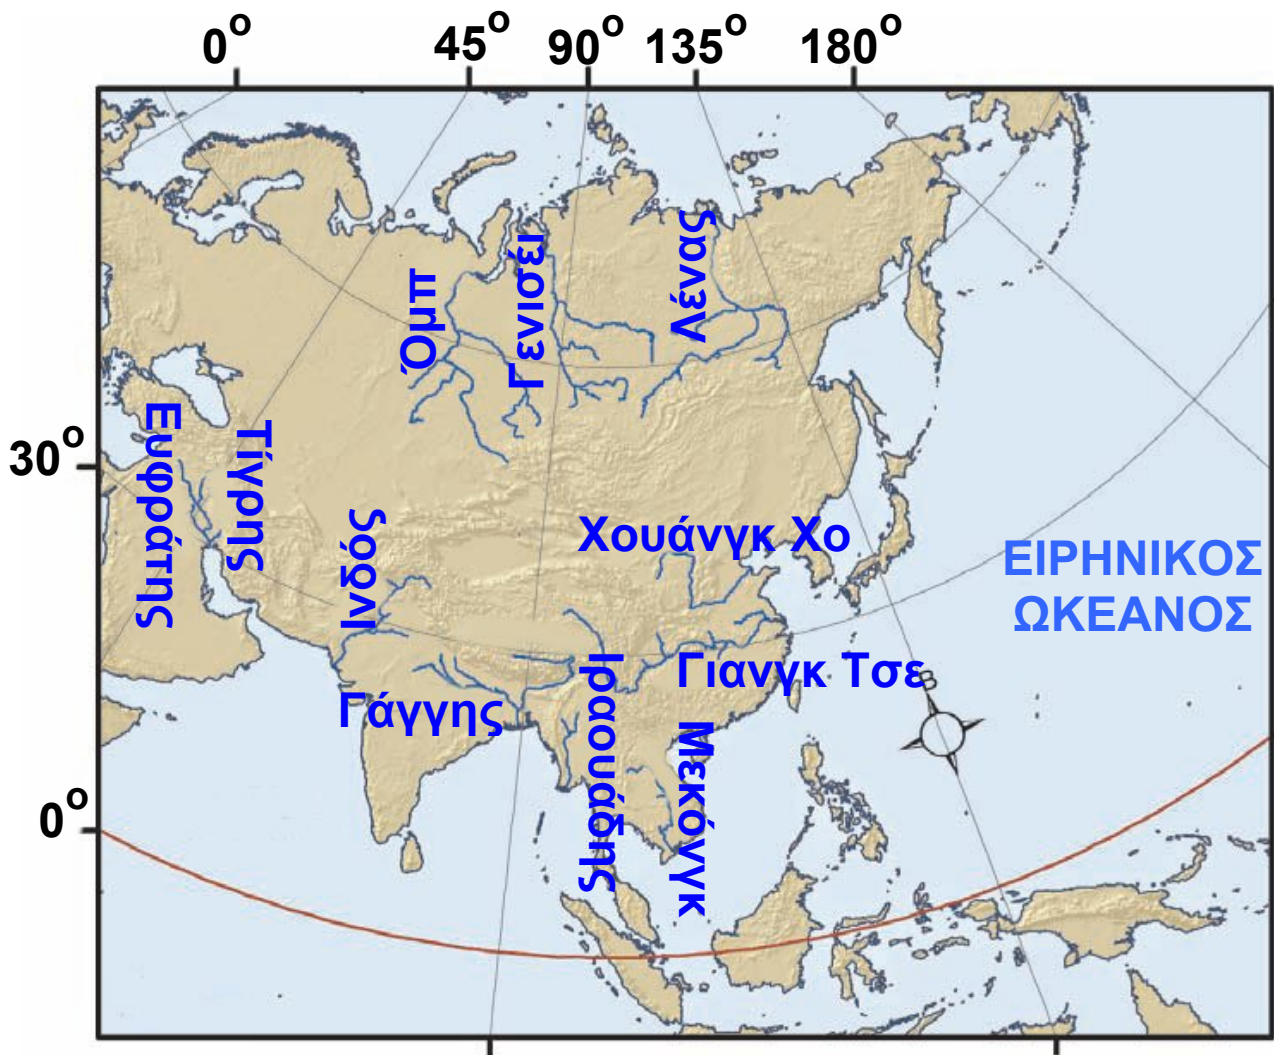 0°
45°
90°
135°
180°
Όμπ
Γενισέι
Λένας
30°
Ευφράτης
Τίγρης
Ινδός
Χουάνγκ Χο
ΕΙΡΗΝΙΚΟΣ
ΩΚΕΑΝΟΣ
Γάγγης
Ιραουάδης
Γιανγκ Τσε
Β
Μεκόνγκ
0°